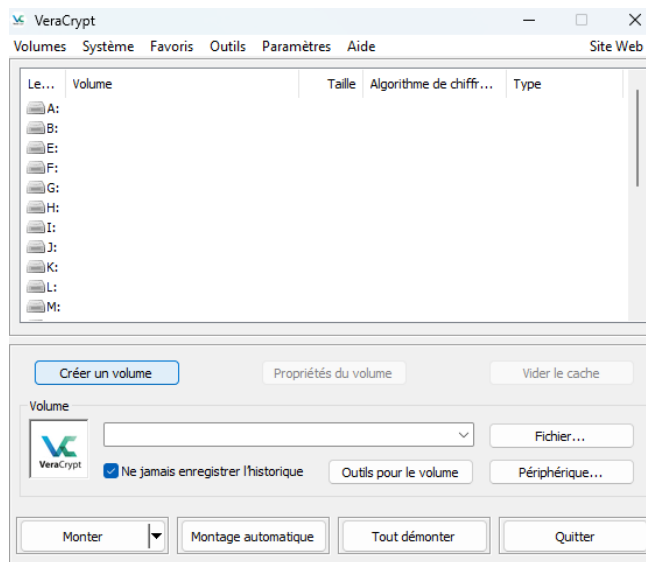 VeraCrypt
Volumes Système Favoris Outils Paramètres Aide Site Web
Le... Volume Taille Algorithme de chiffr... Type
A:
B:
E:
F:
G:
H:
I:
J:
K:
L:
M:
Créer un volume Propriétés du volume Vider le cache
Volume
VeraCrypt
Fichier...
Ne jamais enregistrer l'historique Outils pour le volume Périphérique...
Monter Montage automatique Tout démonter Quitter